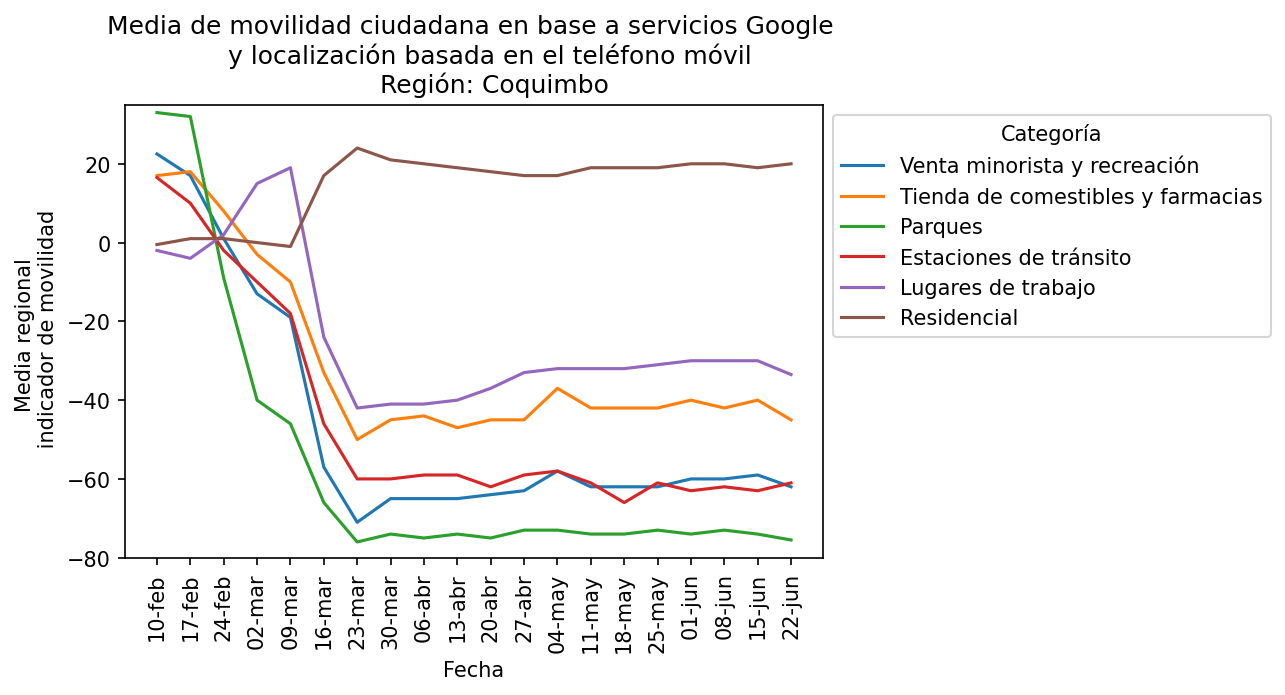 Media de movilidad ciudadana en base a servicios Google
y localización basada en el teléfono móvil
Región: Coquimbo
Media regional
indicador de movilidad
20
0
−20
−40
−60
−80
10-feb
17-feb
24-feb
02-mar
09-mar
16-mar
23-mar
30-mar
06-abr
13-abr
20-abr
27-abr
04-may
11-may
18-may
25-may
01-jun
08-jun
15-jun
22-jun
Fecha
Categoría
Venta minorista y recreación
Tienda de comestibles y farmacias
Parques
Estaciones de tránsito
Lugares de trabajo
Residencial